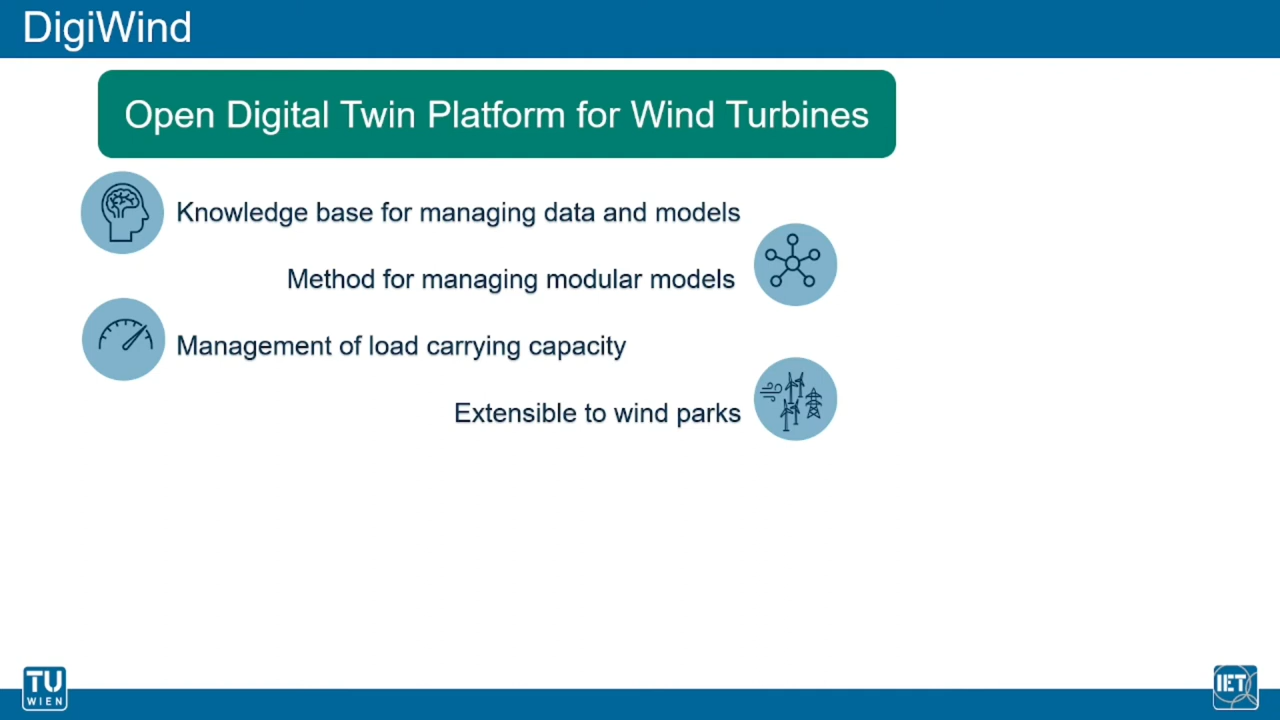 DigiWind
Open Digital Twin Platform for Wind Turbines
Knowledge base for managing data and models
Method for managing modular models
Management of load carrying capacity
Extensible to wind parks
TU
WIEN
IET